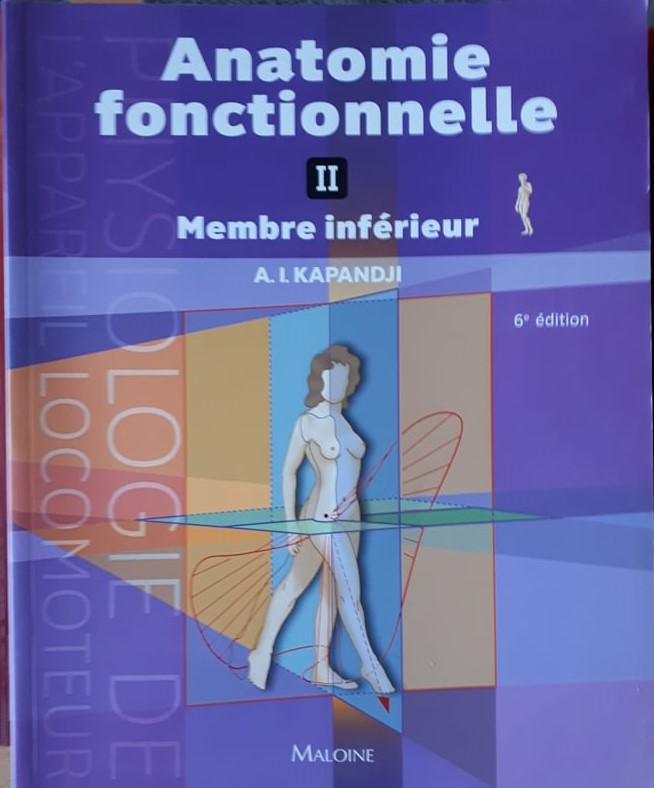 Anatomie
fonctionnelle
II
Membre inférieur
A. I. KAPANDJI
6e édition
PHYSIOLOGIE DE
L'APPAREIL LOCOMOTEUR
MALOINE